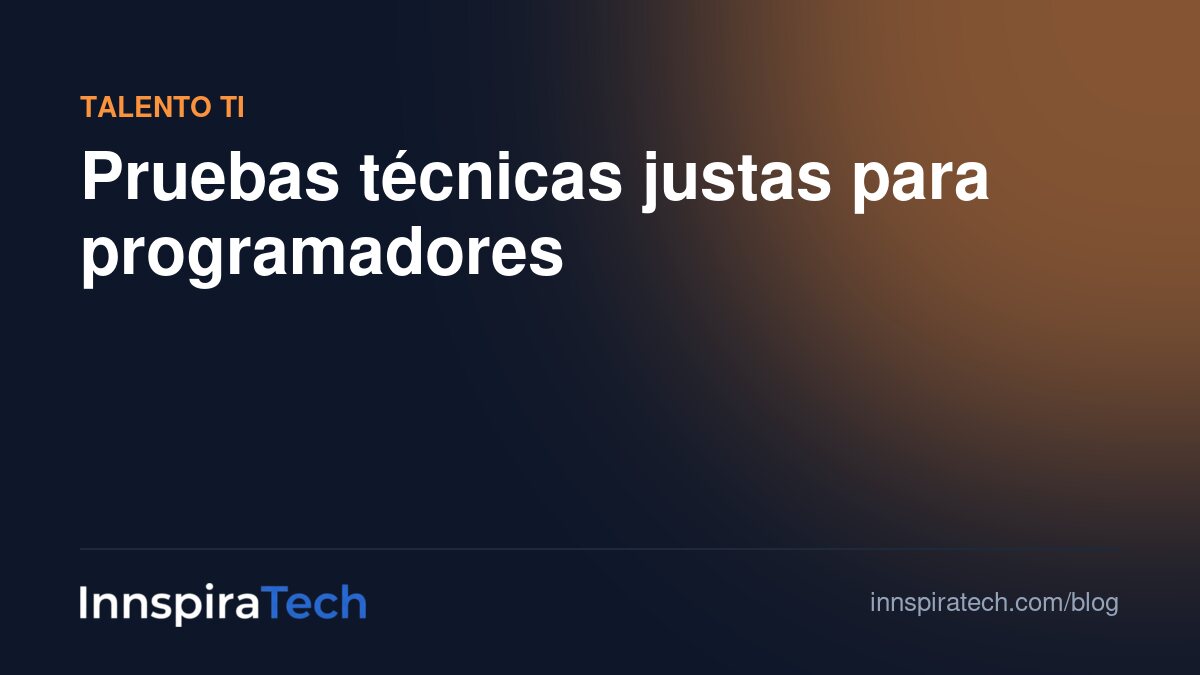 TALENTO TI
Pruebas técnicas justas para
programadores
InnspiraTech
innspiratech.com/blog